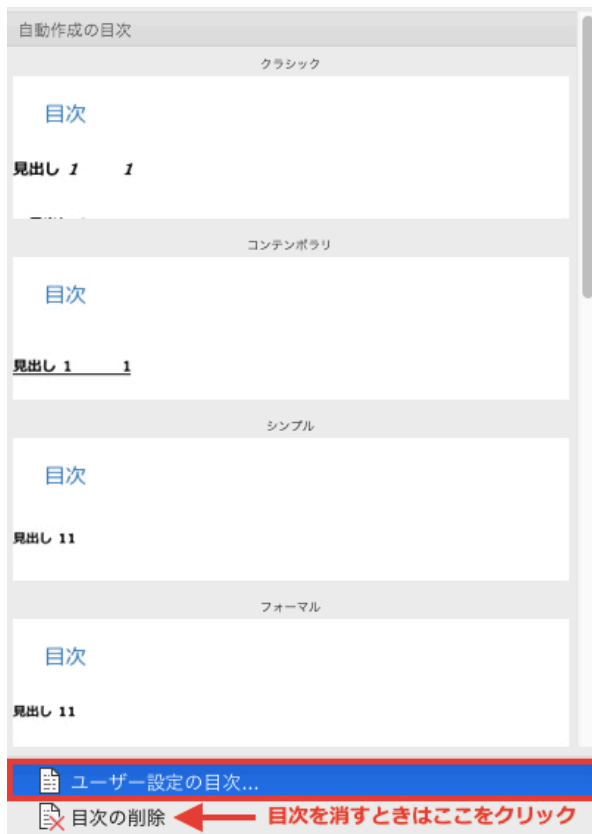 自動作成の目次
クラシック
目次
見出し 1 1
コンテンポラリ
目次
見出し 1 1
シンプル
目次
見出し 11
フォーマル
目次
見出し 11
ユーザー設定の目次...
目次の削除 目次を消すときはここをクリック